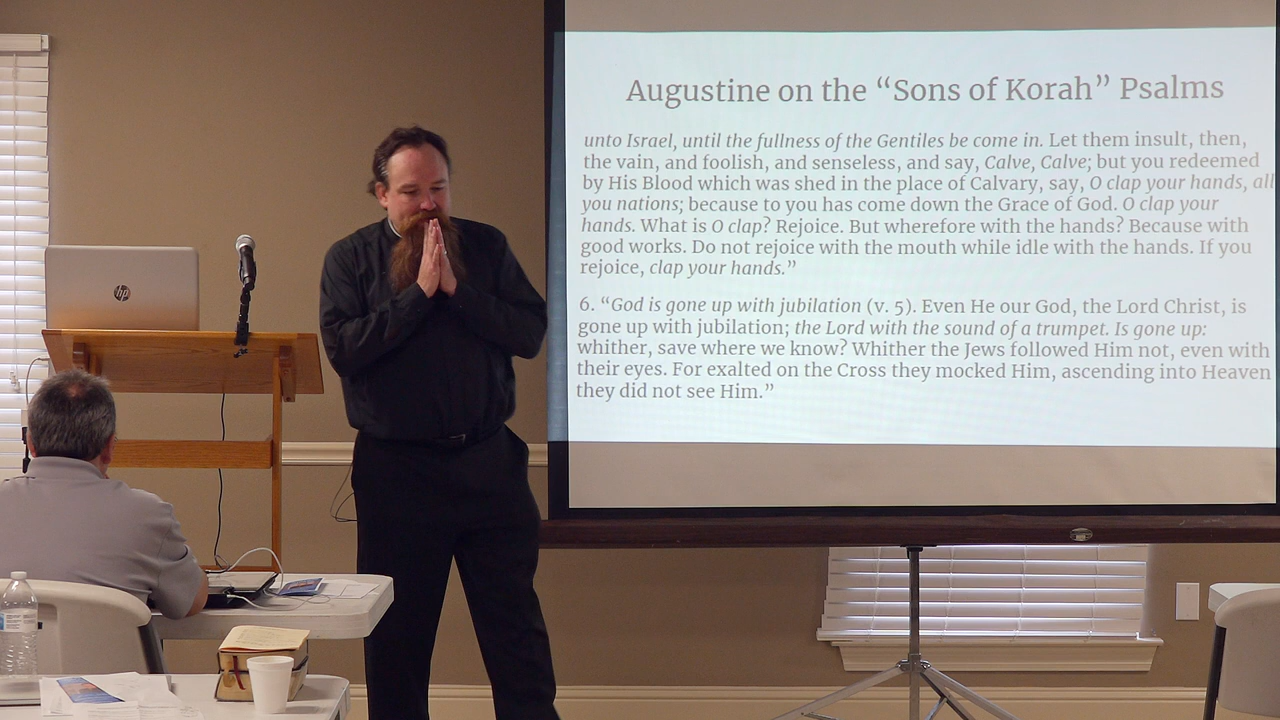 Augustine on the “Sons of Korah” Psalms
unto Israel, until the fullness of the Gentiles be come in. Let them insult, then,
the vain, and foolish, and senseless, and say, Calve, Calve; but you redeemed
by His Blood which was shed in the place of Calvary, say, O clap your hands, all
you nations; because to you has come down the Grace of God. O clap your
hands. What is O clap? Rejoice. But wherefore with the hands? Because with
good works. Do not rejoice with the mouth while idle with the hands. If you
rejoice, clap your hands.”
6. “God is gone up with jubilation (v. 5). Even He our God, the Lord Christ, is
gone up with jubilation; the Lord with the sound of a trumpet. Is gone up:
whither, save where we know? Whither the Jews followed Him not, even with
their eyes. For exalted on the Cross they mocked Him, ascending into Heaven
they did not see Him.”
hp